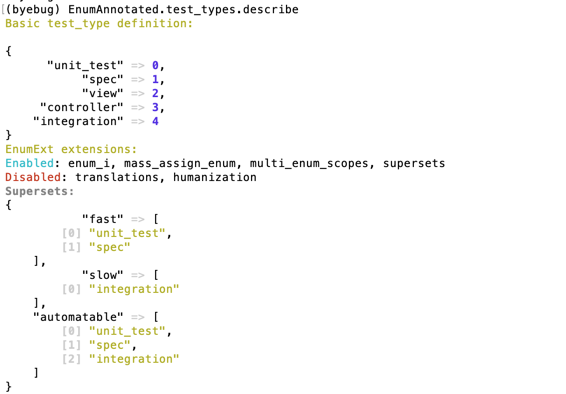 [(byebug) EnumAnnotated.test_types.describe
Basic test_type definition:
{
"unit_test" => 0,
"spec" => 1,
"view" => 2,
"controller" => 3,
"integration" => 4
}
EnumExt extensions:
Enabled: enum_i, mass_assign_enum, multi_enum_scopes, supersets
Disabled: translations, humanization
Supersets:
{
"fast" => [
[0] "unit_test",
[1] "spec"
],
"slow" => [
[0] "integration"
],
"automatable" => [
[0] "unit_test",
[1] "spec",
[2] "integration"
]
}